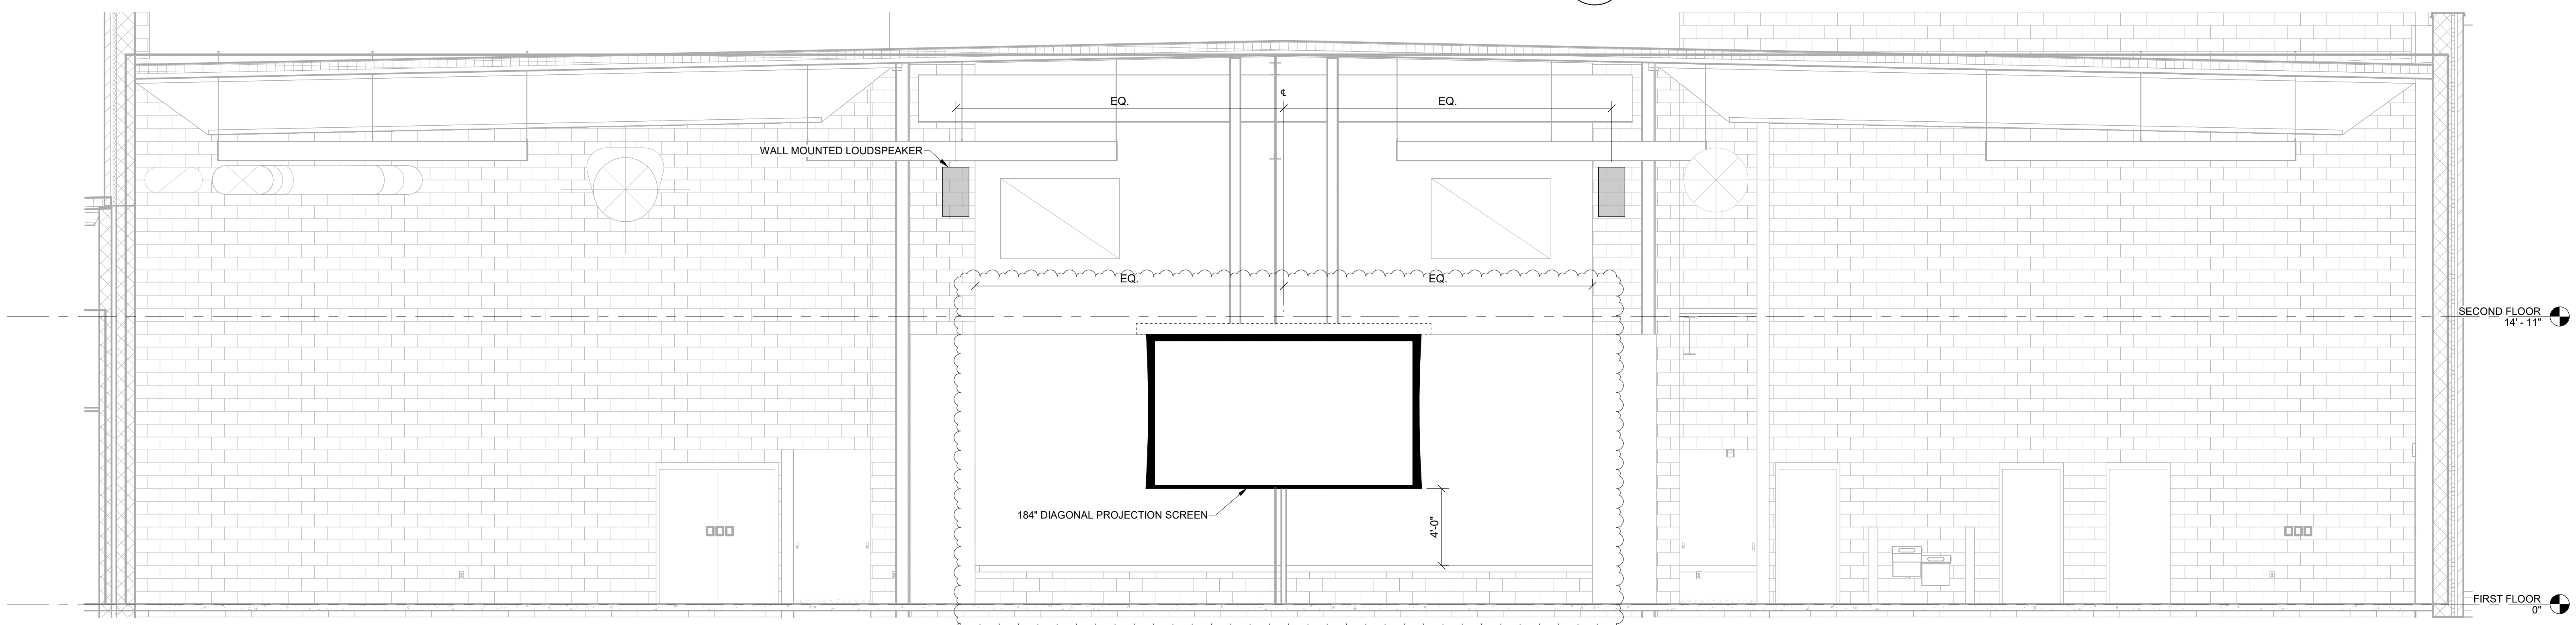 EQ.
℄
EQ.
WALL MOUNTED LOUDSPEAKER
EQ.
EQ.
SECOND FLOOR
14' - 11"
184" DIAGONAL PROJECTION SCREEN
4'-0"
FIRST FLOOR
0"